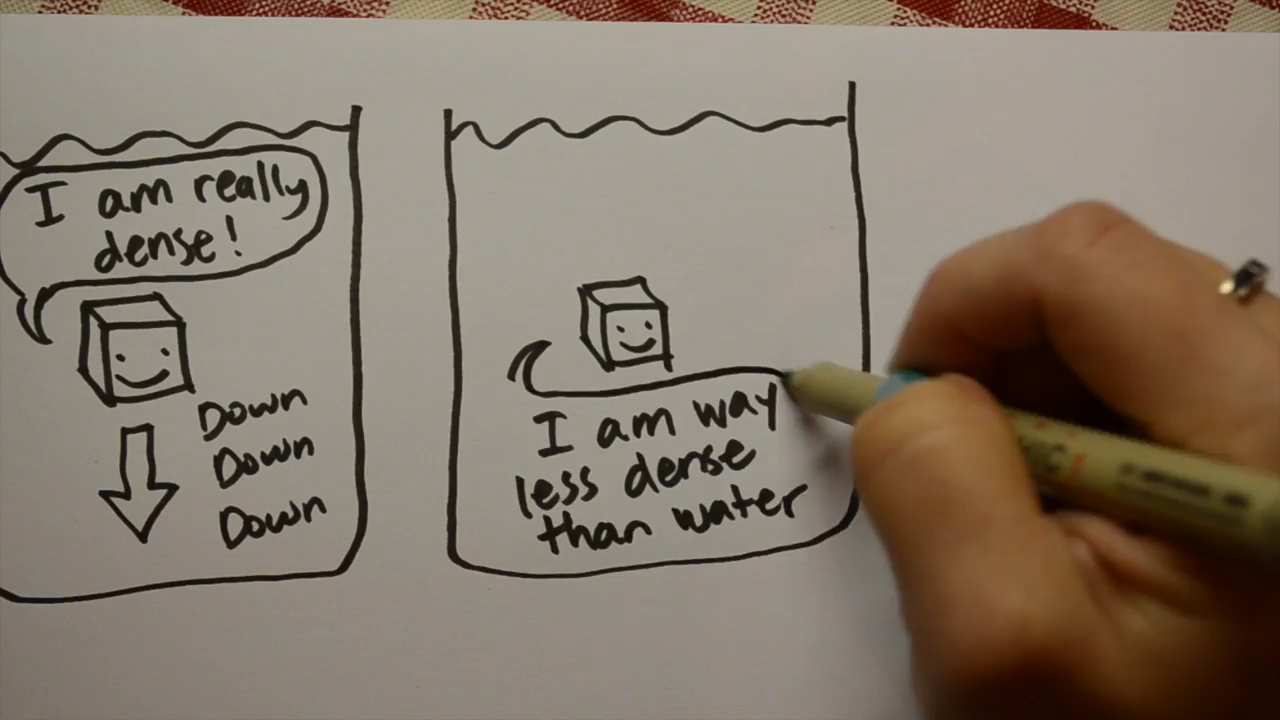 I am really
dense!
Down
Down
Down
I am way
less dense
than water